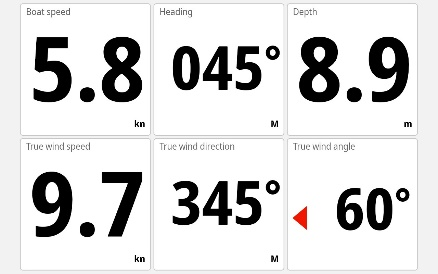 Boat speed
5.8
kn
Heading
045°
M
Depth
8.9
m
True wind speed
9.7
kn
True wind direction
345°
M
True wind angle
60°